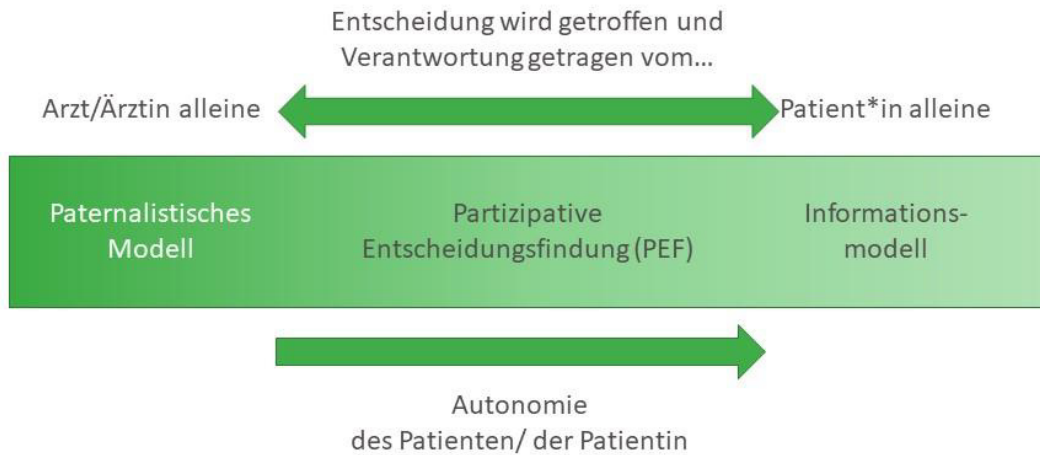 Entscheidung wird getroffen und
Verantwortung getragen vom…
Arzt/Ärztin alleine
Patient*in alleine
Paternalistisches
Modell
Partizipative
Entscheidungsfindung (PEF)
Informations-
modell
Autonomie
des Patienten/ der Patientin